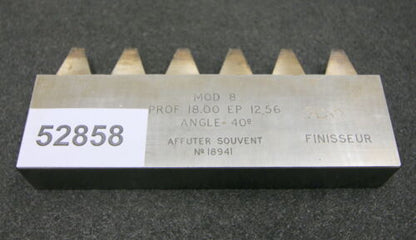 MOD 8
PROF 18.00 EP 12,56
ANGLE= 40º
52858
AFFUTER SOUVENT
FINISSEUR
Nº 18941